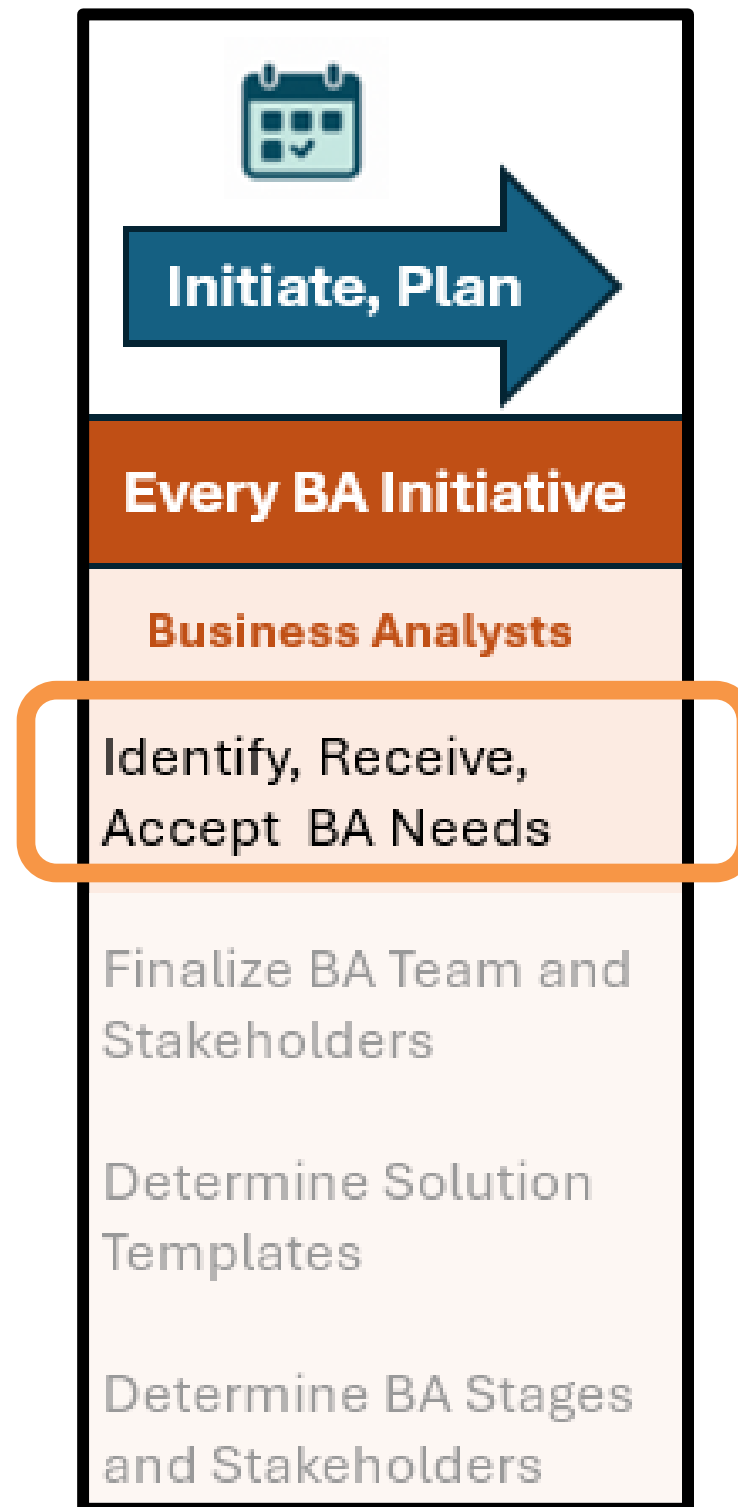 Initiate, Plan
Every BA Initiative
Business Analysts
Identify, Receive,
Accept  BA Needs
Finalize BA Team and
Stakeholders
Determine Solution
Templates
Determine BA Stages
and Stakeholders